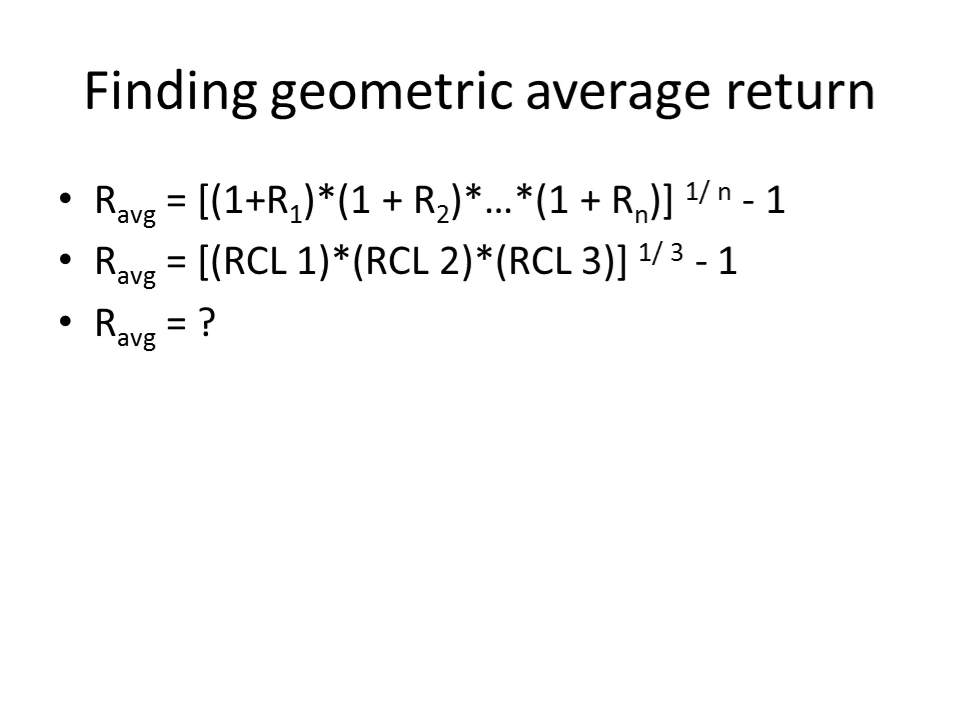 Finding geometric average return
• Ravg = [(1+R1)*(1 + R2)*…*(1 + Rn)] 1/ n - 1
• Ravg = [(RCL 1)*(RCL 2)*(RCL 3)] 1/ 3 - 1
• Ravg = ?